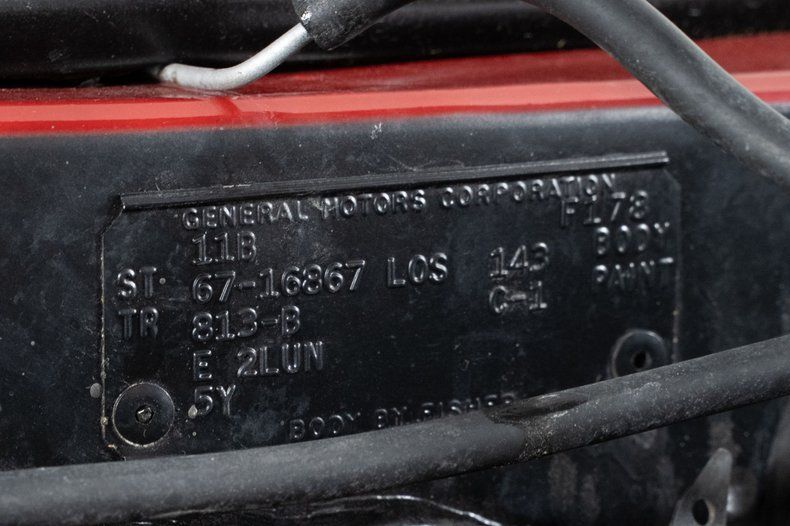 GENERAL MOTORS CORPORATION
11B F178
ST 67-16867 LOS 143 BODY
TR 813-B C-1 PAINT
E 2LUN
5Y
BODY BY FISHER